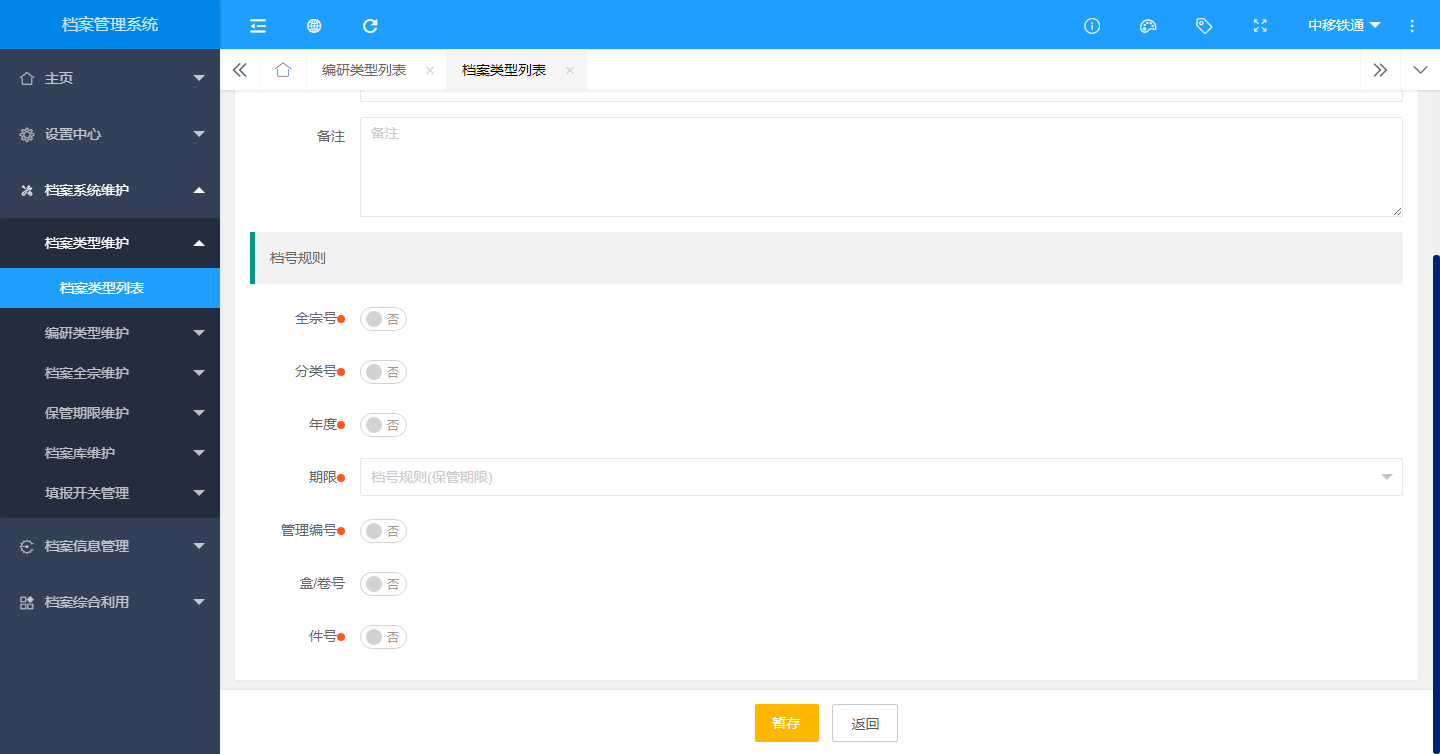 档案管理系统
中移铁通
编研类型列表
档案类型列表
主页
设置中心
档案系统维护
档案类型维护
档案类型列表
编研类型维护
档案全宗维护
保管期限维护
档案库维护
填报开关管理
档案信息管理
档案综合利用
备注
备注
档号规则
全宗号
否
分类号
否
年度
否
期限
档号规则(保管期限)
管理编号
否
盒/卷号
否
件号
否
暂存
返回